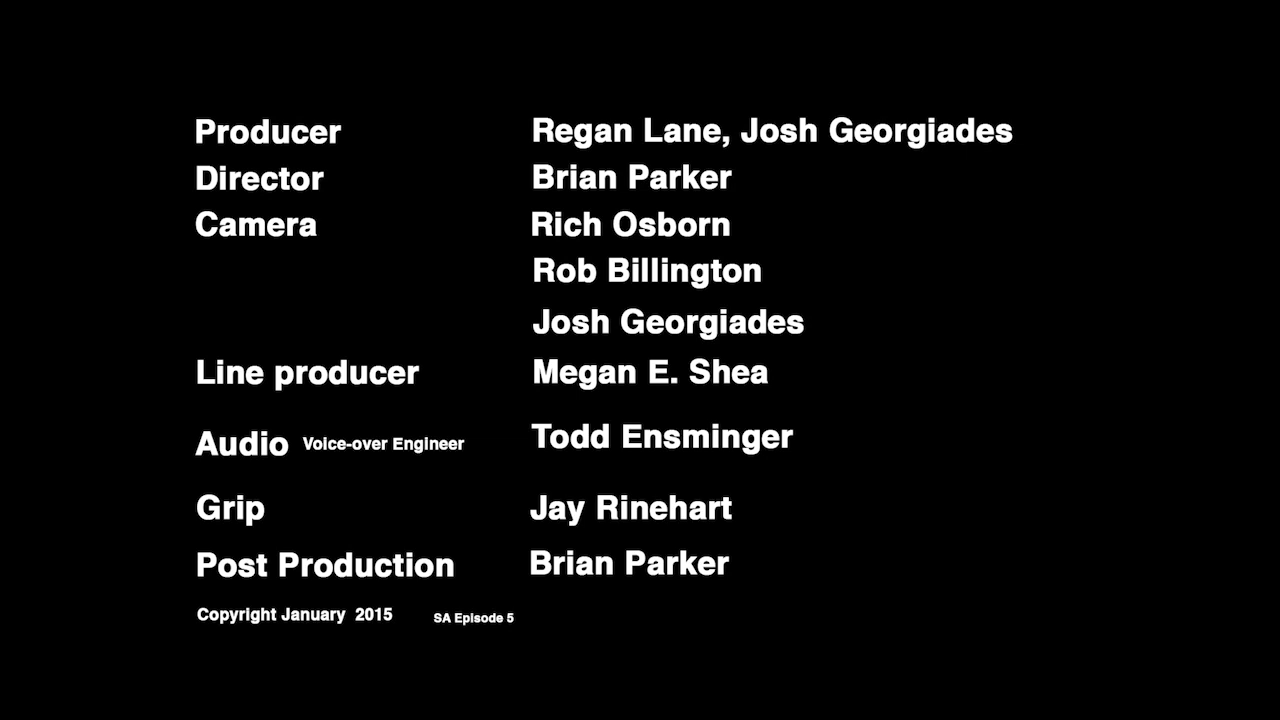 Producer Regan Lane, Josh Georgiades
Director Brian Parker
Camera Rich Osborn
Rob Billington
Josh Georgiades
Line producer Megan E. Shea
Audio Voice-over Engineer Todd Ensminger
Grip Jay Rinehart
Post Production Brian Parker
Copyright January 2015 SA Episode 5